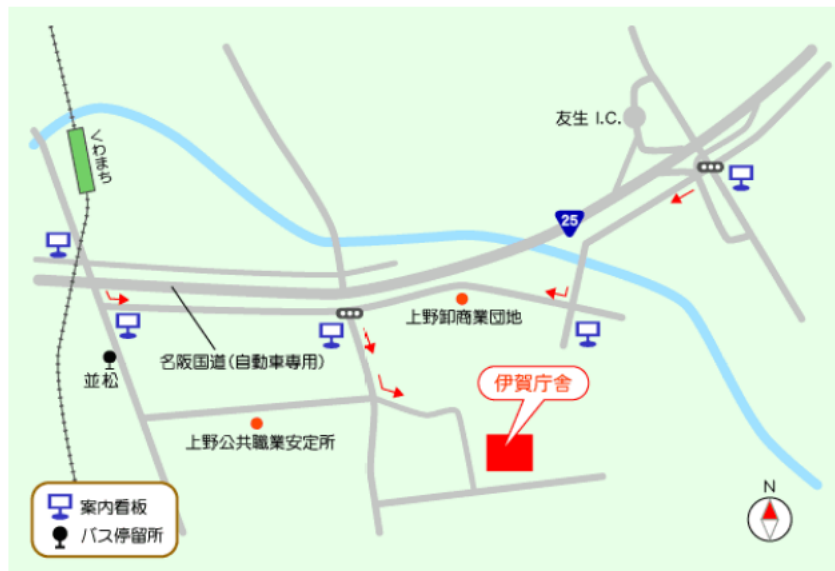 友生 I.C.
くわまち
25
上野卸商業団地
名阪国道(自動車専用)
並松
伊賀庁舎
上野公共職業安定所
N
案内看板
バス停留所